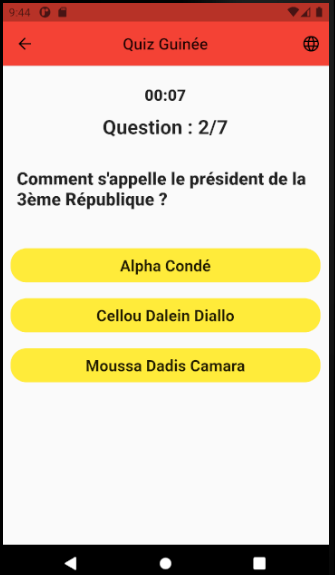 9:44
Quiz Guinée
00:07
Question : 2/7
Comment s'appelle le président de la
3ème République ?
Alpha Condé
Cellou Dalein Diallo
Moussa Dadis Camara